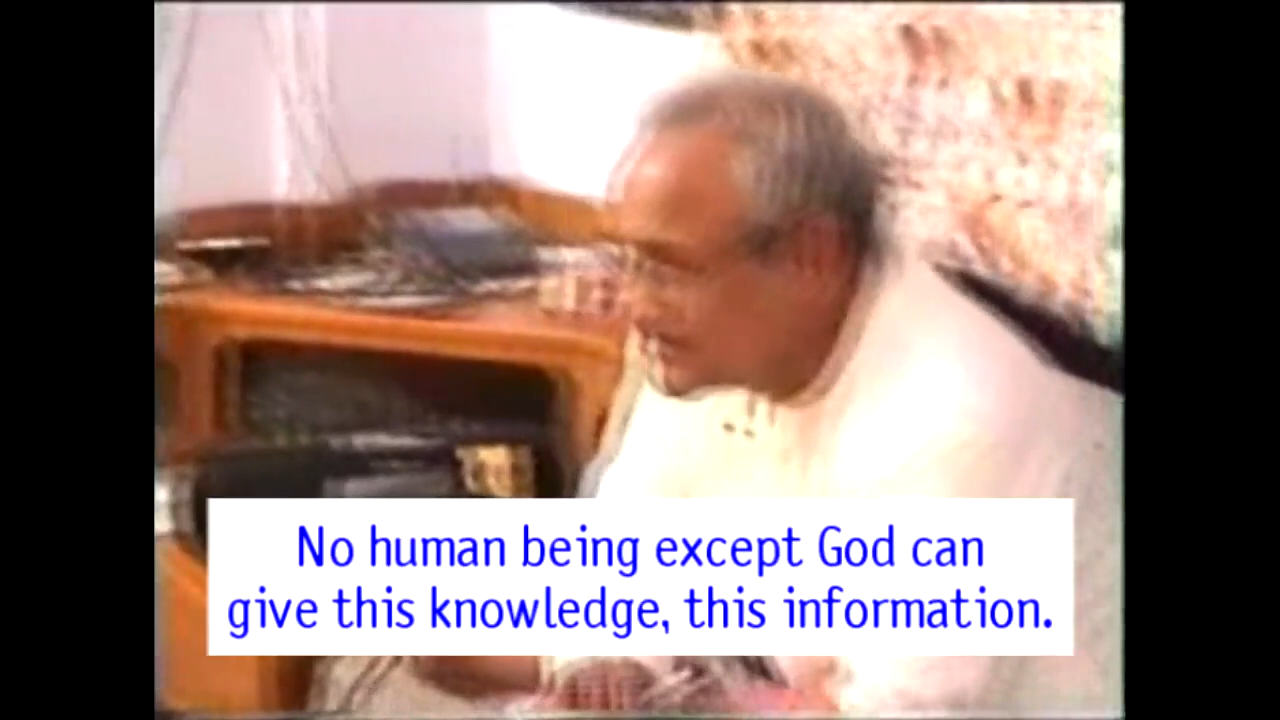 No human being except God can
give this knowledge, this information.